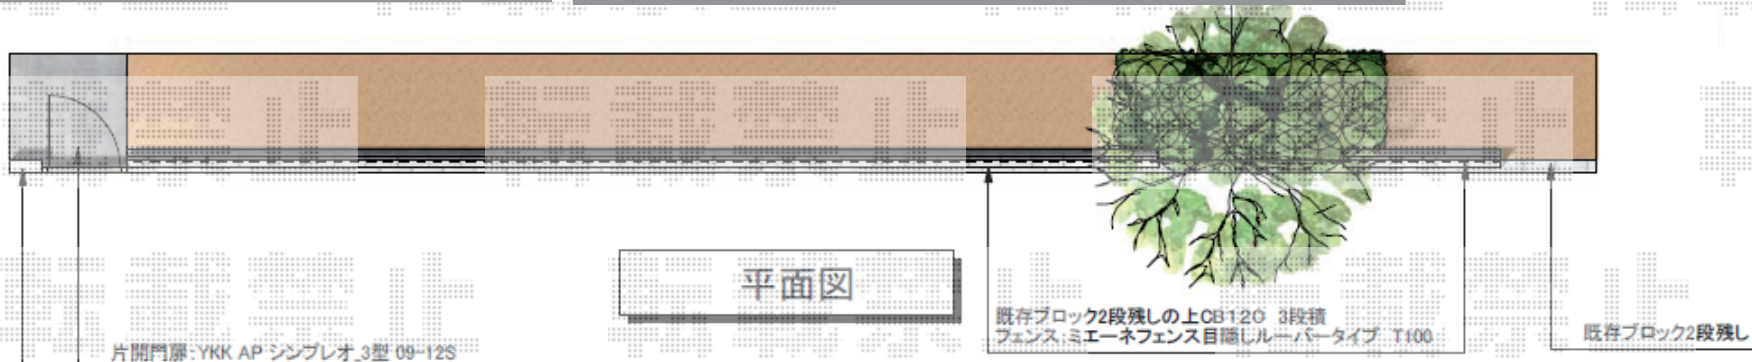 平面図
既存ブロック2段残しの上CB120 3段積
フェンス:ミエーネフェンス目隠しルーバータイプ T100
既存ブロック2段残し
片開門扉:YKK AP シンプレオ_3型 09-12S